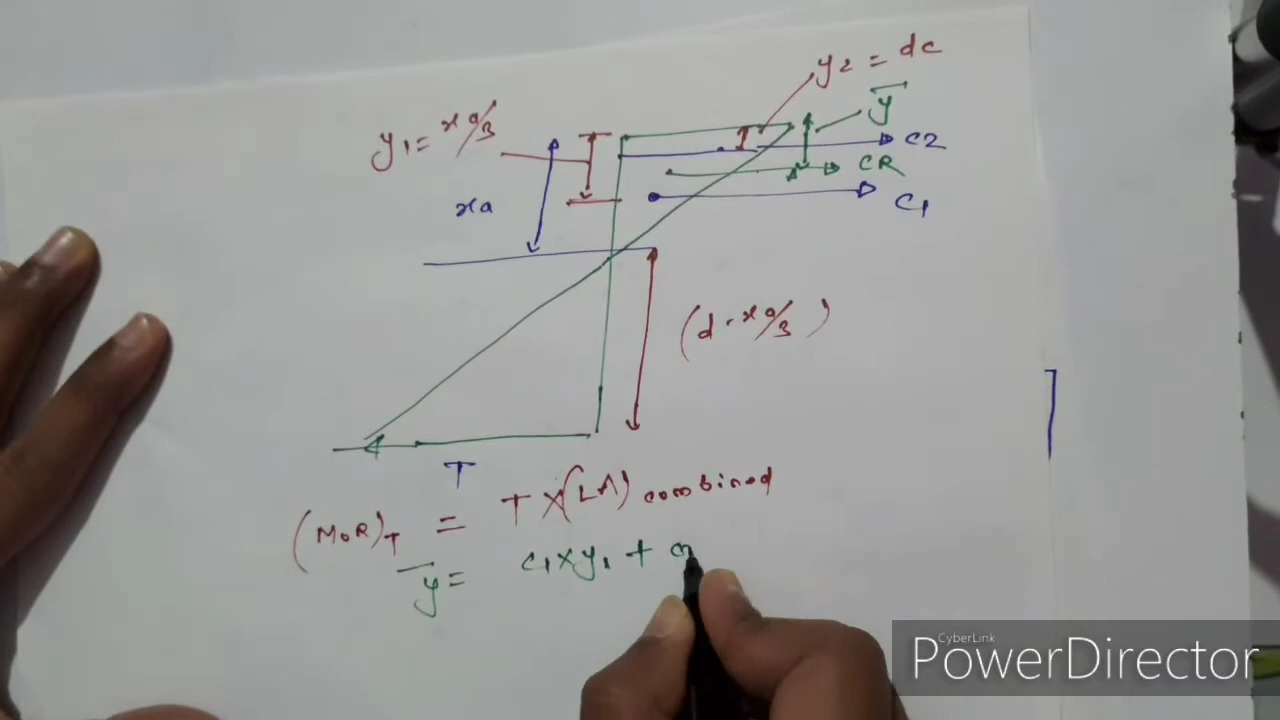 y2 = dc
ȳ
y1 = xa/3
C2
CR
xa
C1
(d - xa/3)
T
(MoR)T = T x (LA) combined
ȳ = C1 x y1 + c
CyberLink
PowerDirector